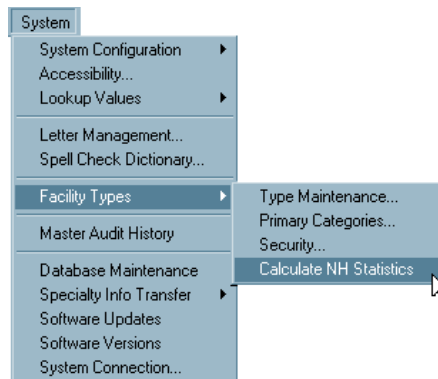 System
System Configuration
Accessibility...
Lookup Values
Letter Management...
Spell Check Dictionary...
Facility Types
Master Audit History
Database Maintenance
Specialty Info Transfer
Software Updates
Software Versions
System Connection...
Type Maintenance...
Primary Categories...
Security...
Calculate NH Statistics